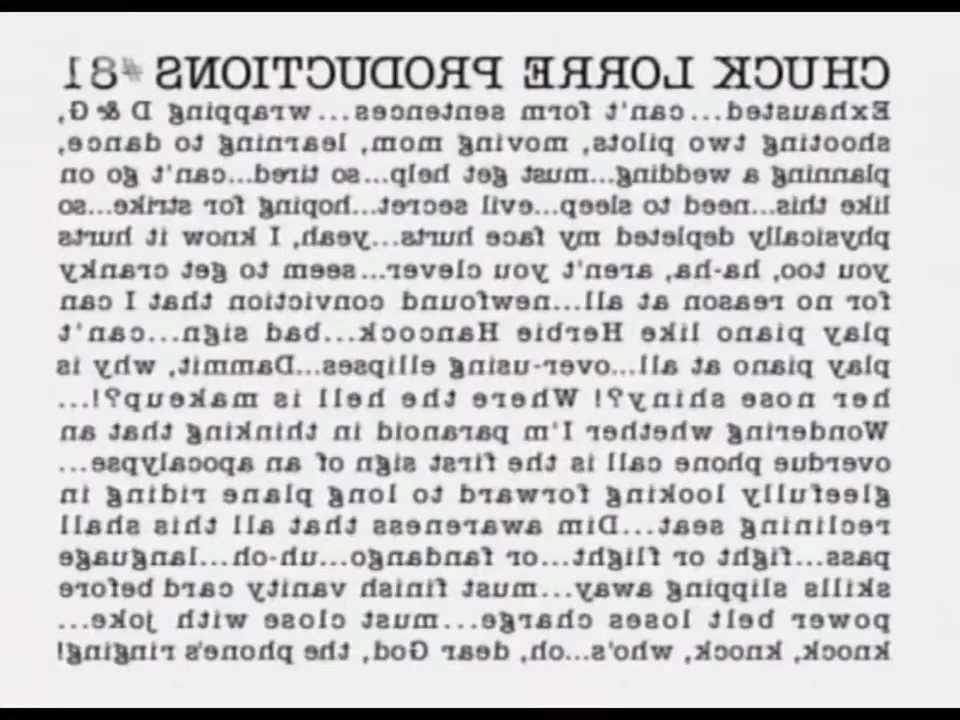 CHUCK LORRE PRODUCTIONS #81
Exhausted...can't form sentences...wrapping D & G,
shooting two pilots, moving mom, learning to dance,
planning a wedding...must get help...so tired...can't go on
like this...need to sleep...evil secret...hoping for strike...so
physically depleted my face hurts...yeah, I know it hurts
you too, ha-ha, aren't you clever...seem to get cranky
for no reason at all...newfound conviction that I can
play piano like Herbie Hancock...bad sign...can't
play piano at all...over-using ellipses...Dammit, why is
her nose shiny?! Where the hell is makeup?!...
Wondering whether I'm paranoid in thinking that an
overdue phone call is the first sign of an apocalypse...
gleefully looking forward to long plane riding in
reclining seat...Dim awareness that all this shall
pass...fight or flight...or fandango...uh-oh...language
skills slipping away...must finish vanity card before
power belt loses charge...must close with joke...
knock, knock, who's...oh, dear God, the phone's ringing!